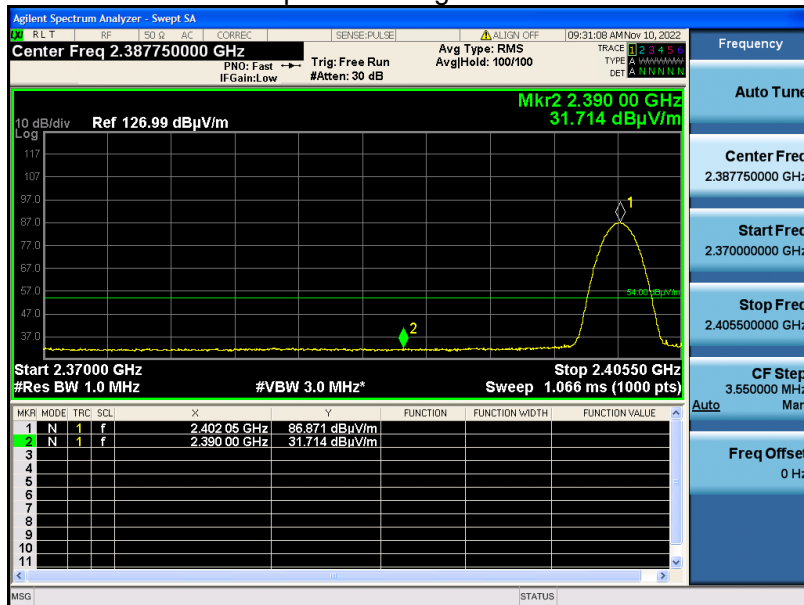 Agilent Spectrum Analyzer - Swept SA
R L T RF 50 Ω AC CORREC SENSE:PULSE ALIGN OFF 09:31:08 AM Nov 10, 2022
Center Freq 2.387750000 GHz
PNO: Fast
IFGain:Low
Trig: Free Run
#Atten: 30 dB
Avg Type: RMS
Avg|Hold: 100/100
TRACE 1 2 3 4 5 6
TYPE A WWWWW
DET A N N N N N
Mkr2 2.390 00 GHz
31.714 dBµV/m
10 dB/div Ref 126.99 dBµV/m
Log
117
107
97.0
87.0
77.0
67.0
57.0
47.0
37.0
1
2
54.00 dBµV/m
Start 2.37000 GHz Stop 2.40550 GHz
#Res BW 1.0 MHz #VBW 3.0 MHz* Sweep 1.066 ms (1000 pts)
MKR MODE TRC SCL X Y FUNCTION FUNCTION WIDTH FUNCTION VALUE
1 N 1 f 2.402 05 GHz 86.871 dBµV/m
2 N 1 f 2.390 00 GHz 31.714 dBµV/m
3
4
5
6
7
8
9
10
11
MSG STATUS
Frequency
Auto Tune
Center Freq
2.387750000 GHz
Start Freq
2.370000000 GHz
Stop Freq
2.405500000 GHz
CF Step
3.550000 MHz
Auto Man
Freq Offset
0 Hz